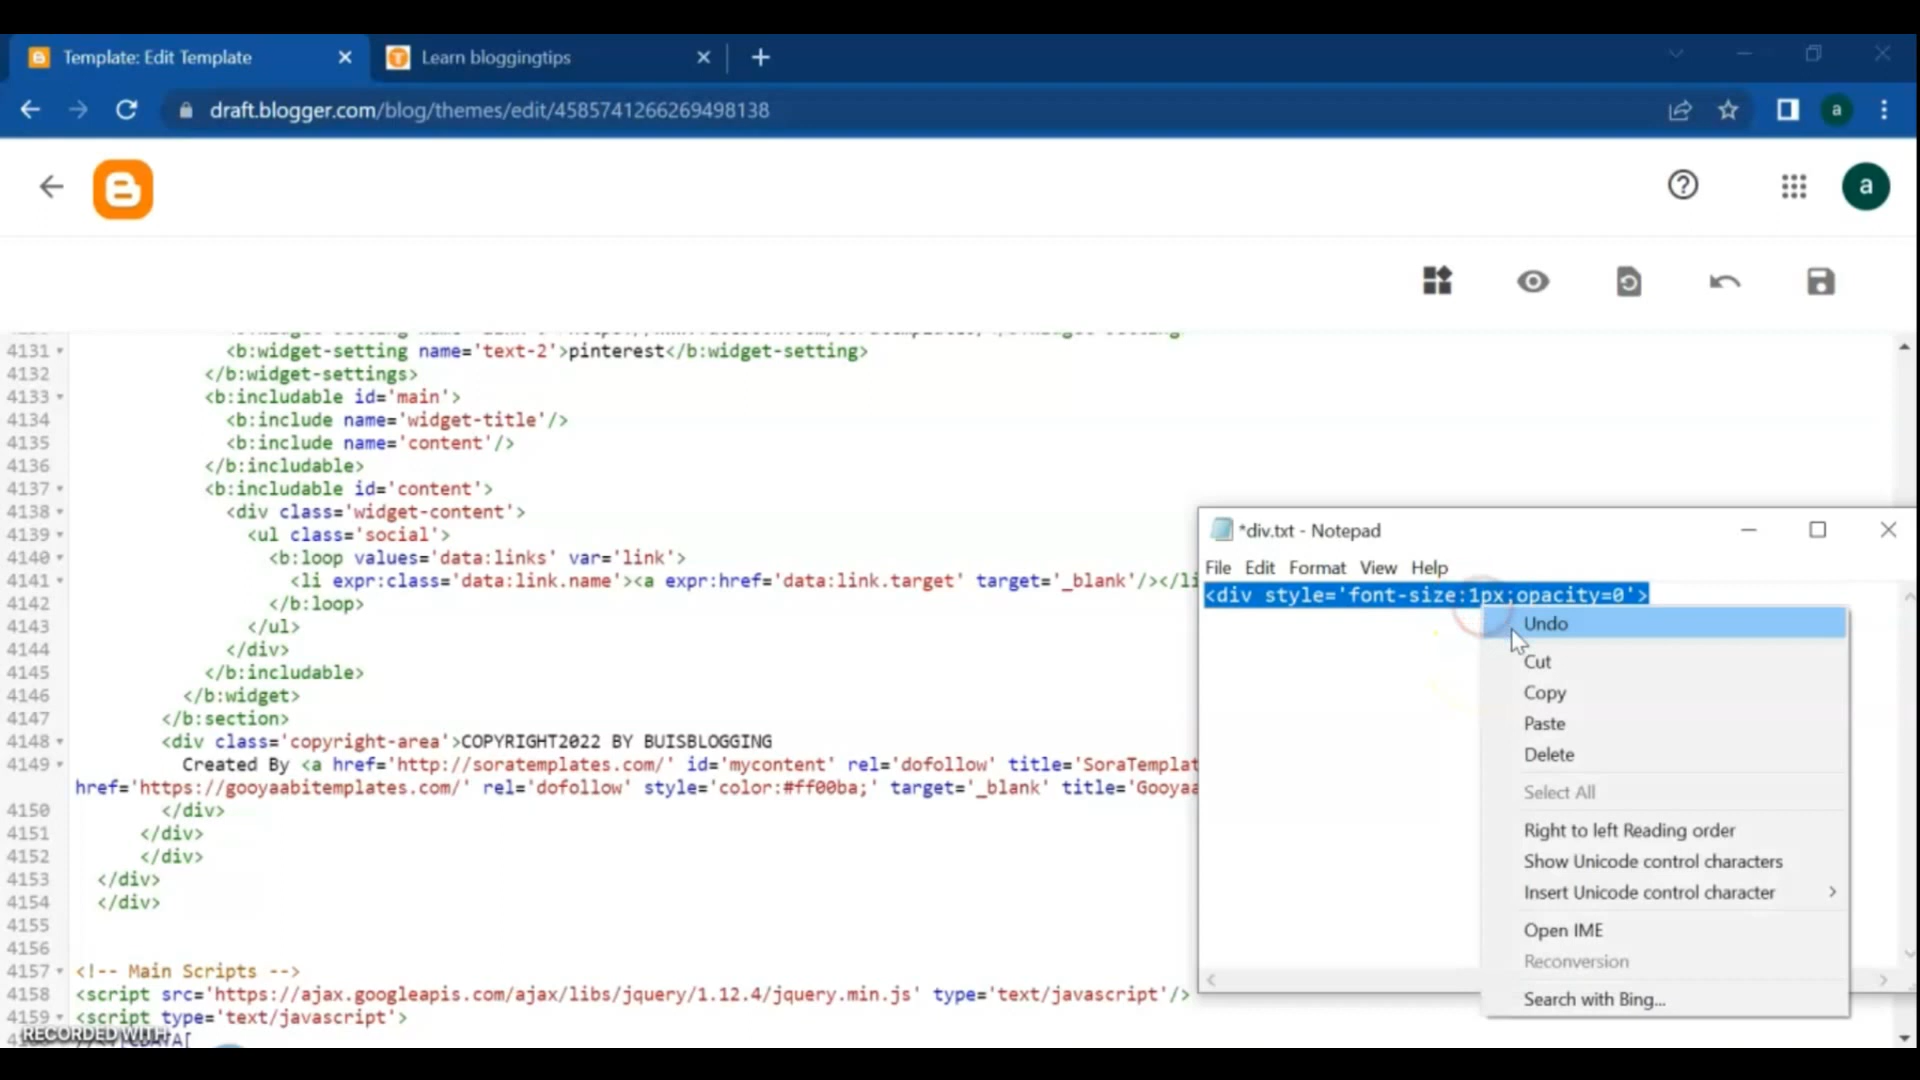 Template: Edit Template
Learn bloggingtips
draft.blogger.com/blog/themes/edit/4585741266269498138
a
a
4131 <b:widget-setting name='text-2'>pinterest</b:widget-setting>
4132 </b:widget-settings>
4133 <b:includable id='main'>
4134 <b:include name='widget-title'/>
4135 <b:include name='content'/>
4136 </b:includable>
4137 <b:includable id='content'>
4138 <div class='widget-content'>
4139 <ul class='social'>
4140 <b:loop values='data:links' var='link'>
4141 <li expr:class='data:link.name'><a expr:href='data:link.target' target='_blank'/></li
4142 </b:loop>
4143 </ul>
4144 </div>
4145 </b:includable>
4146 </b:widget>
4147 </b:section>
4148 <div class='copyright-area'>COPYRIGHT2022 BY BUISBLOGGING
4149 Created By <a href='http://soratemplates.com/' id='mycontent' rel='dofollow' title='SoraTemplat
href='https://gooyaabitemplates.com/' rel='dofollow' style='color:#ff00ba;' target='_blank' title='Gooyaa
4150 </div>
4151 </div>
4152 </div>
4153 </div>
4154 </div>
4155
4156
4157 <!-- Main Scripts -->
4158 <script src='https://ajax.googleapis.com/ajax/libs/jquery/1.12.4/jquery.min.js' type='text/javascript'/>
4159 <script type='text/javascript'>
RECORDED WITH
*div.txt - Notepad
File Edit Format View Help
<div style='font-size:1px;opacity=0'>
Undo
Cut
Copy
Paste
Delete
Select All
Right to left Reading order
Show Unicode control characters
Insert Unicode control character
Open IME
Reconversion
Search with Bing...